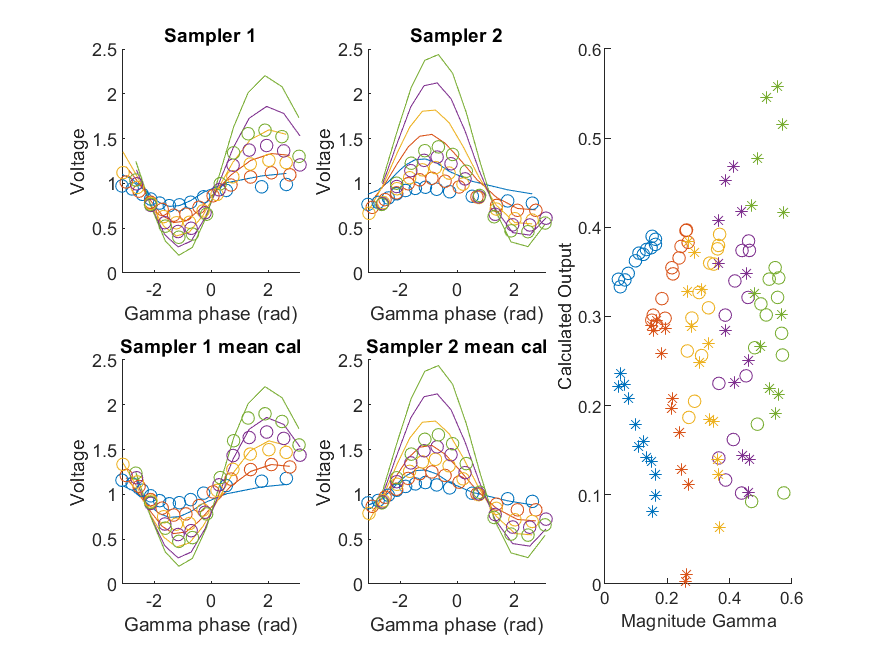 Sampler 1
2.5
2
1.5
1
0.5
0
Voltage
-2 0 2
Gamma phase (rad)
Sampler 2
2.5
2
1.5
1
0.5
0
Voltage
-2 0 2
Gamma phase (rad)
Sampler 1 mean cal
2.5
2
1.5
1
0.5
0
Voltage
-2 0 2
Gamma phase (rad)
Sampler 2 mean cal
2.5
2
1.5
1
0.5
0
Voltage
-2 0 2
Gamma phase (rad)
0.6
0.5
0.4
0.3
0.2
0.1
0
Calculated Output
0 0.2 0.4 0.6
Magnitude Gamma